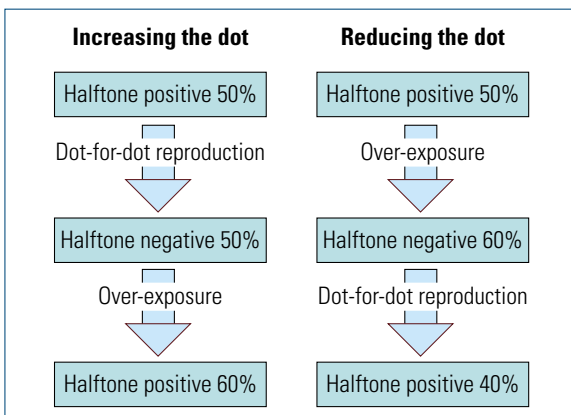 Increasing the dot
Halftone positive 50%
Dot-for-dot reproduction
Halftone negative 50%
Over-exposure
Halftone positive 60%
Reducing the dot
Halftone positive 50%
Over-exposure
Halftone negative 60%
Dot-for-dot reproduction
Halftone positive 40%